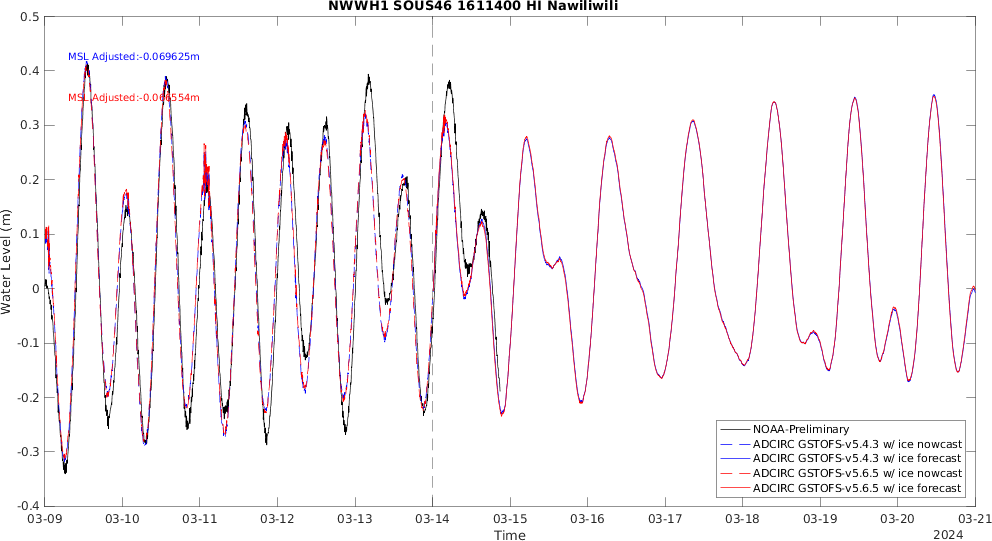 NWWH1 SOUS46 1611400 HI Nawiliwili
MSL Adjusted:-0.069625m
MSL Adjusted:-0.066554m
Water Level (m)
0.5
0.4
0.3
0.2
0.1
0
-0.1
-0.2
-0.3
-0.4
NOAA-Preliminary
ADCIRC GSTOFS-v5.4.3 w/ ice nowcast
ADCIRC GSTOFS-v5.4.3 w/ ice forecast
ADCIRC GSTOFS-v5.6.5 w/ ice nowcast
ADCIRC GSTOFS-v5.6.5 w/ ice forecast
03-09 03-10 03-11 03-12 03-13 03-14 03-15 03-16 03-17 03-18 03-19 03-20 03-21
Time
2024